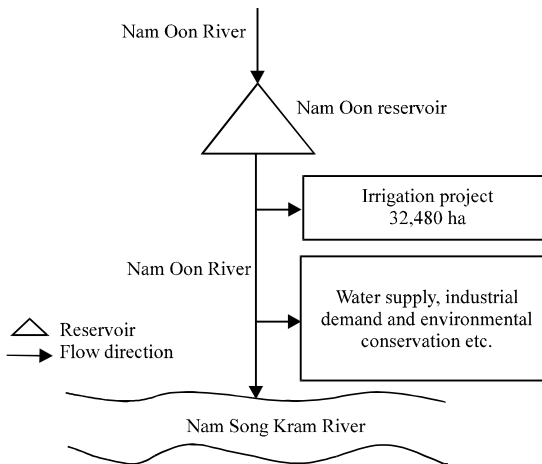 Nam Oon River
Nam Oon reservoir
Irrigation project
32,480 ha
Nam Oon River
Water supply, industrial
demand and environmental
conservation etc.
Reservoir
Flow direction
Nam Song Kram River